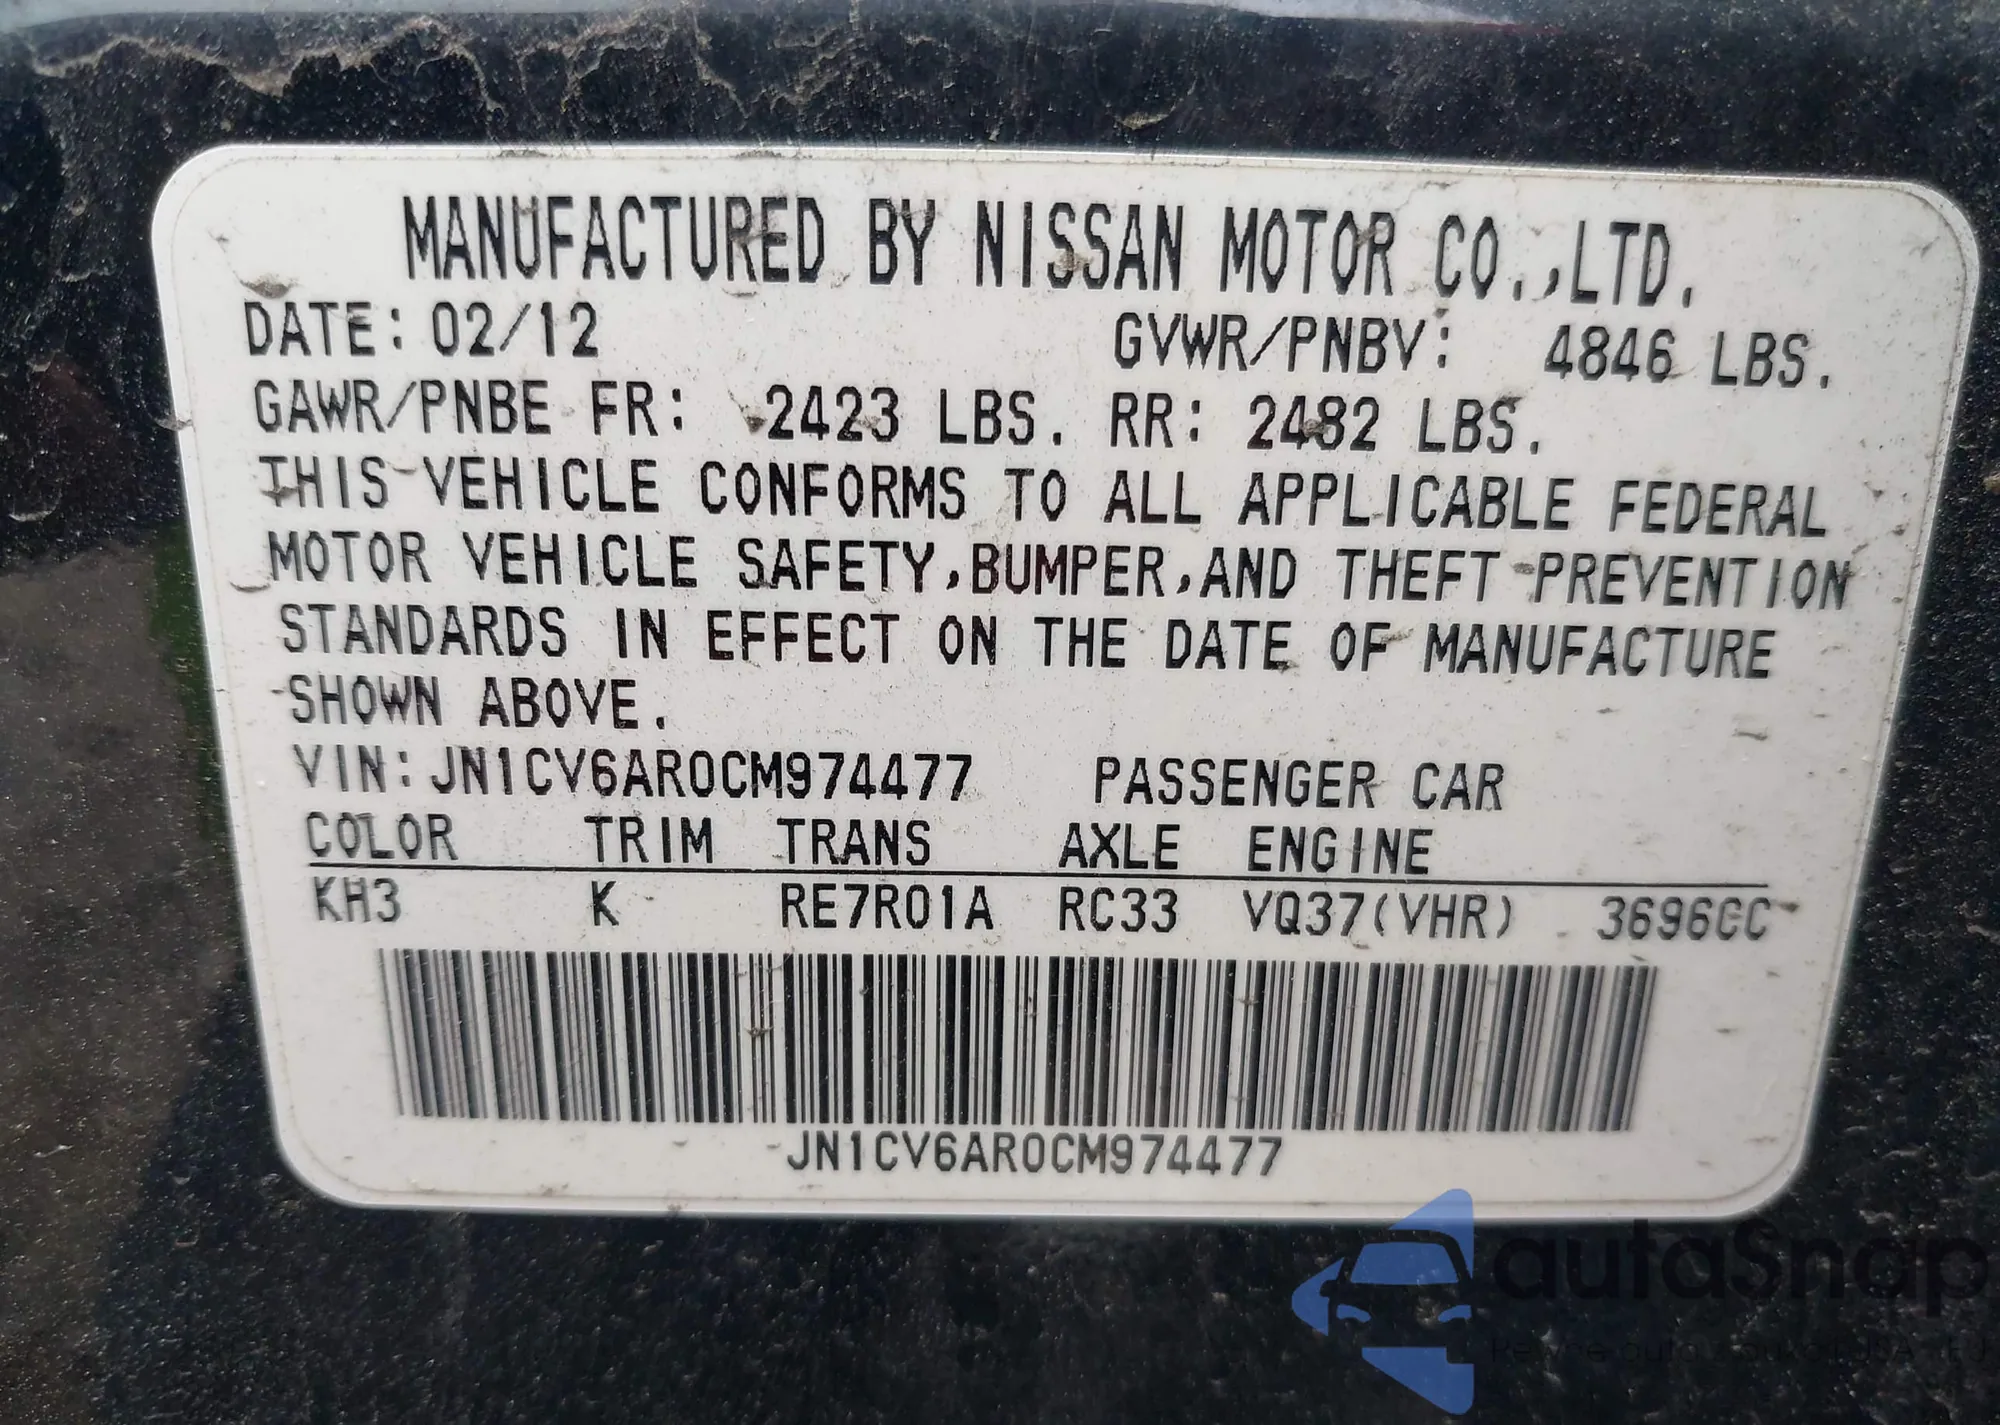 MANUFACTURED BY NISSAN MOTOR CO.,LTD.
DATE: 02/12 GVWR/PNBV: 4846 LBS.
GAWR/PNBE FR: 2423 LBS. RR: 2482 LBS.
THIS VEHICLE CONFORMS TO ALL APPLICABLE FEDERAL
MOTOR VEHICLE SAFETY,BUMPER,AND THEFT PREVENTION
STANDARDS IN EFFECT ON THE DATE OF MANUFACTURE
SHOWN ABOVE.
VIN:JN1CV6AR0CM974477 PASSENGER CAR
COLOR TRIM TRANS AXLE ENGINE
KH3 K RE7R01A RC33 VQ37(VHR) 3696CC
JN1CV6AR0CM974477
autoSnap
auta